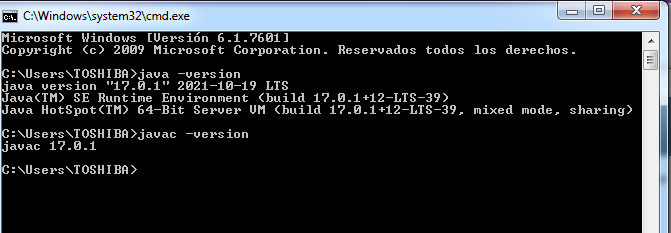 C:\Windows\system32\cmd.exe
Microsoft Windows [Versión 6.1.7601]
Copyright (c) 2009 Microsoft Corporation. Reservados todos los derechos.
C:\Users\TOSHIBA>java -version
java version "17.0.1" 2021-10-19 LTS
Java(TM) SE Runtime Environment (build 17.0.1+12-LTS-39)
Java HotSpot(TM) 64-Bit Server VM (build 17.0.1+12-LTS-39, mixed mode, sharing)
C:\Users\TOSHIBA>javac -version
javac 17.0.1
C:\Users\TOSHIBA>